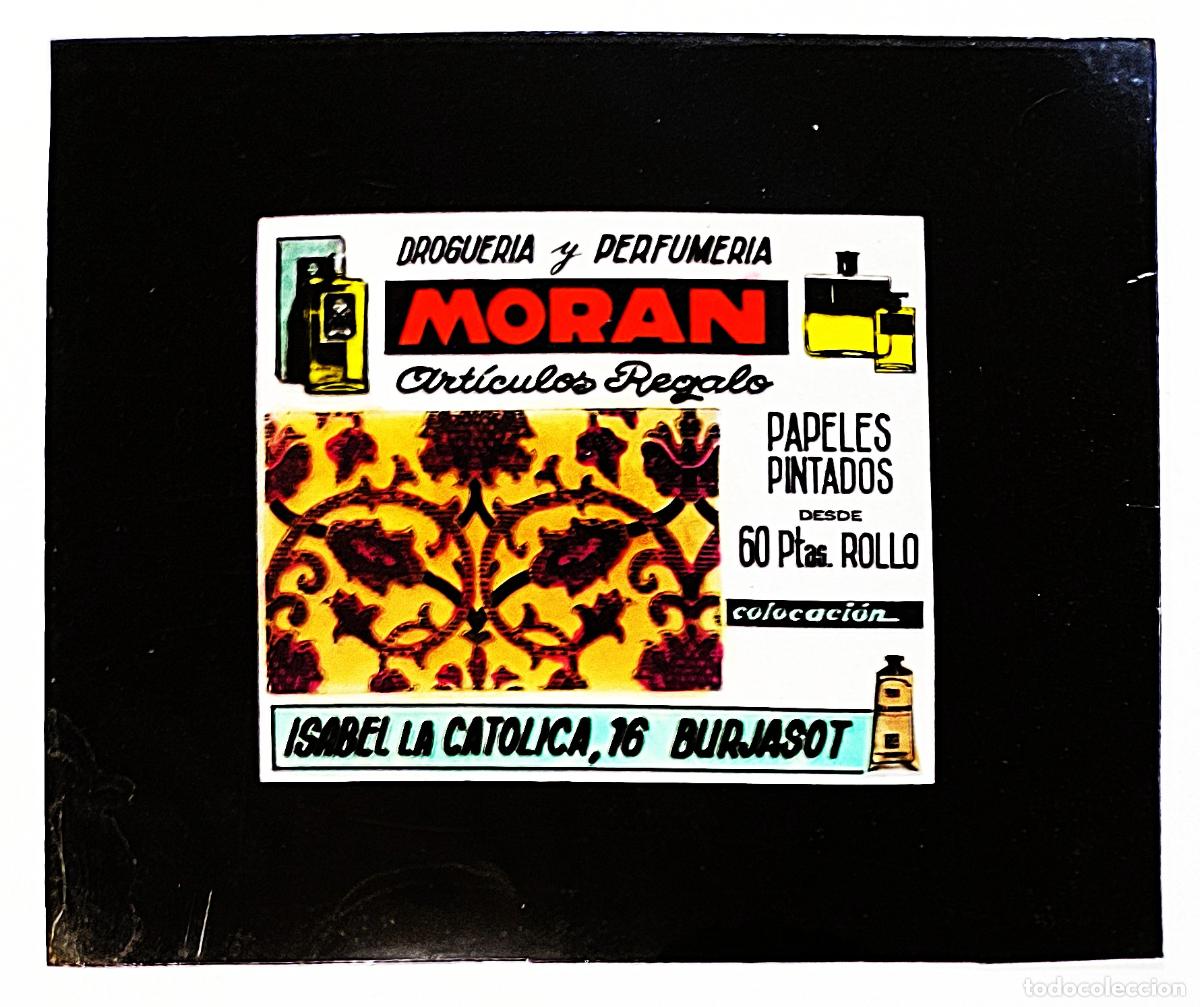 DROGUERIA y PERFUMERIA
MORAN
Artículos Regalo
PAPELES
PINTADOS
DESDE
60 Ptas. ROLLO
colocación
ISABEL LA CATOLICA, 16 BURJASOT
todocoleccion